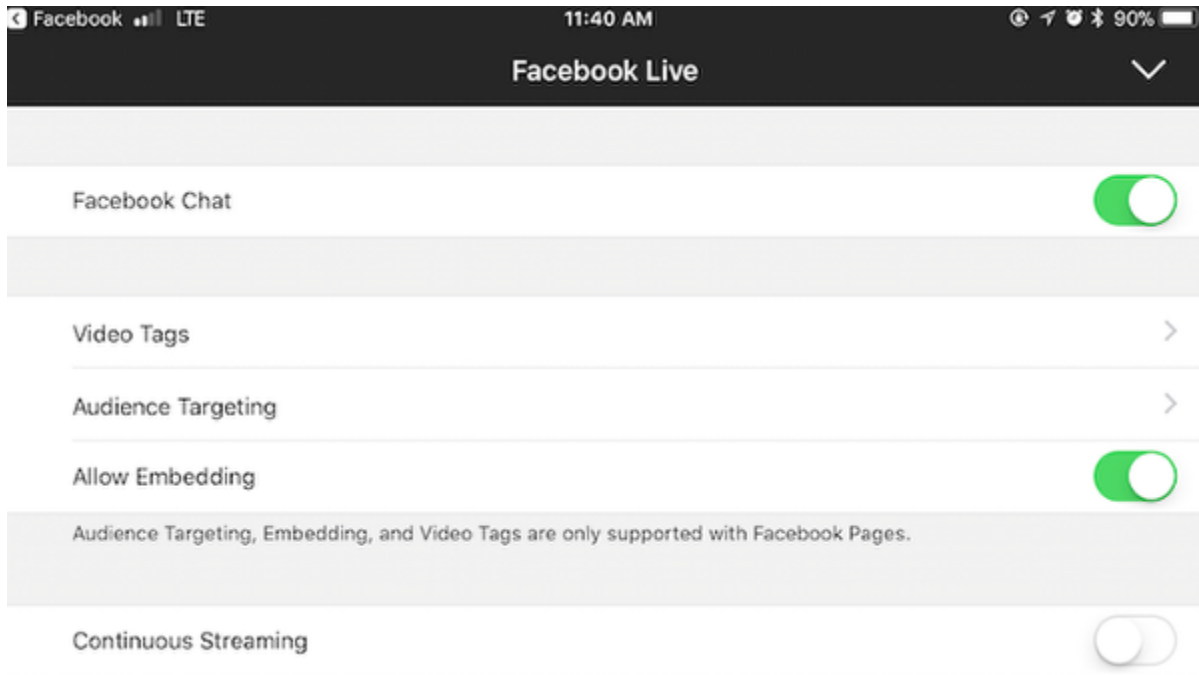 Facebook LTE 11:40 AM 90%
Facebook Live
Facebook Chat
Video Tags
Audience Targeting
Allow Embedding
Audience Targeting, Embedding, and Video Tags are only supported with Facebook Pages.
Continuous Streaming